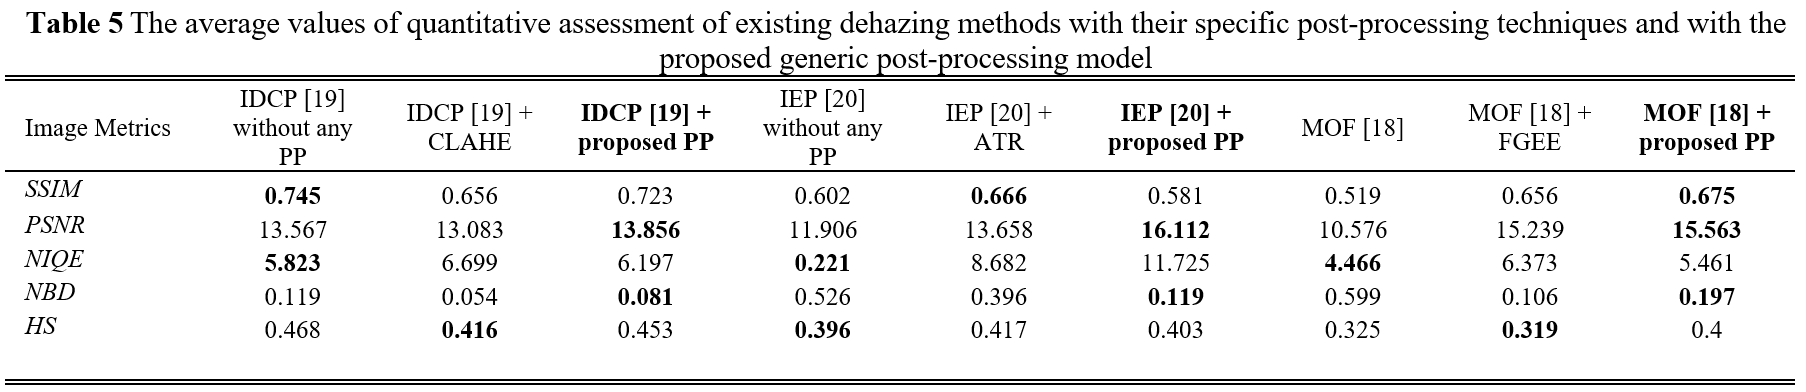 Table 5 The average values of quantitative assessment of existing dehazing methods with their specific post-processing techniques and with the
proposed generic post-processing model
Image Metrics IDCP [19] without any PP IDCP [19] + CLAHE IDCP [19] + proposed PP IEP [20] without any PP IEP [20] + ATR IEP [20] + proposed PP MOF [18] MOF [18] + FGEE MOF [18] + proposed PP
SSIM 0.745 0.656 0.723 0.602 0.666 0.581 0.519 0.656 0.675
PSNR 13.567 13.083 13.856 11.906 13.658 16.112 10.576 15.239 15.563
NIQE 5.823 6.699 6.197 0.221 8.682 11.725 4.466 6.373 5.461
NBD 0.119 0.054 0.081 0.526 0.396 0.119 0.599 0.106 0.197
HS 0.468 0.416 0.453 0.396 0.417 0.403 0.325 0.319 0.4